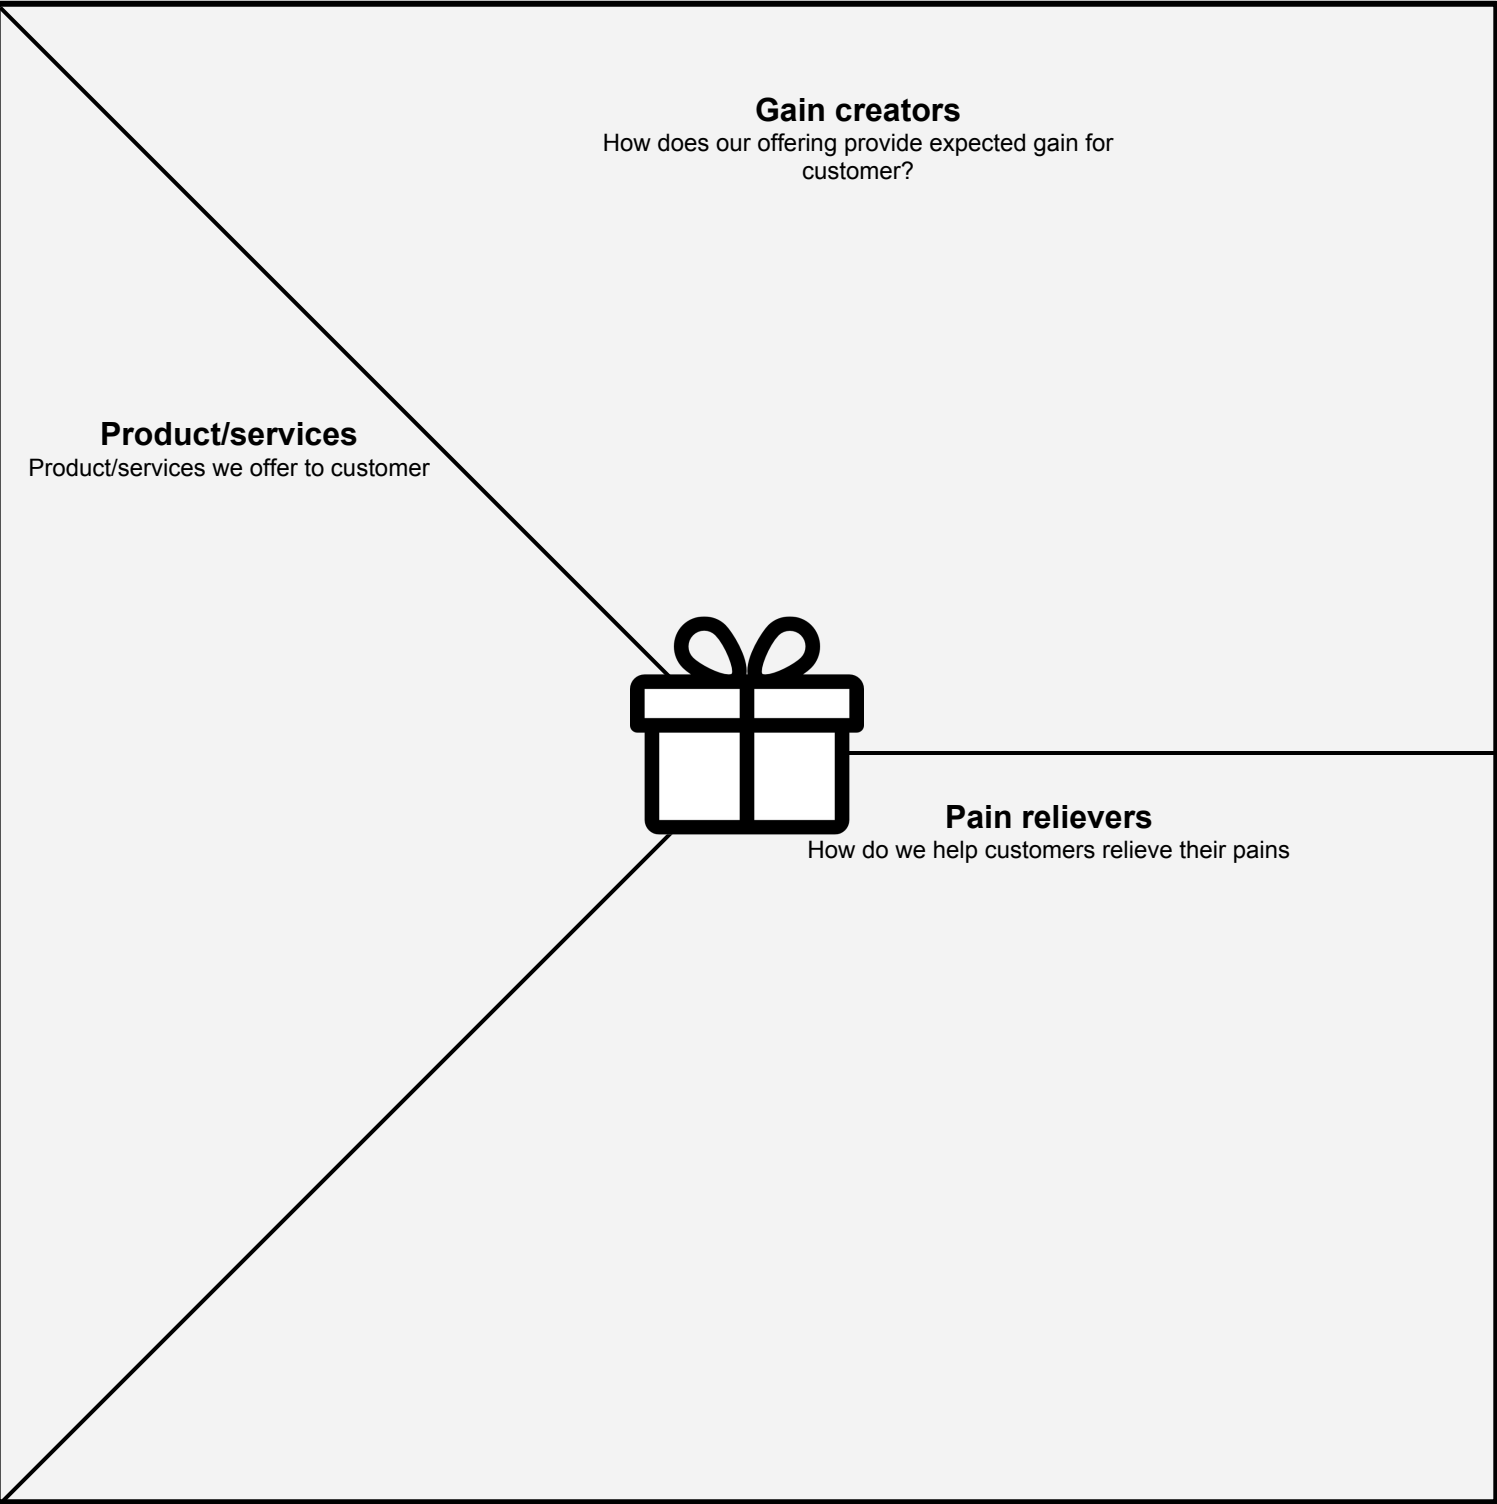 Gain creators
How does our offering provide expected gain for
customer?
Product/services
Product/services we offer to customer
Pain relievers
How do we help customers relieve their pains